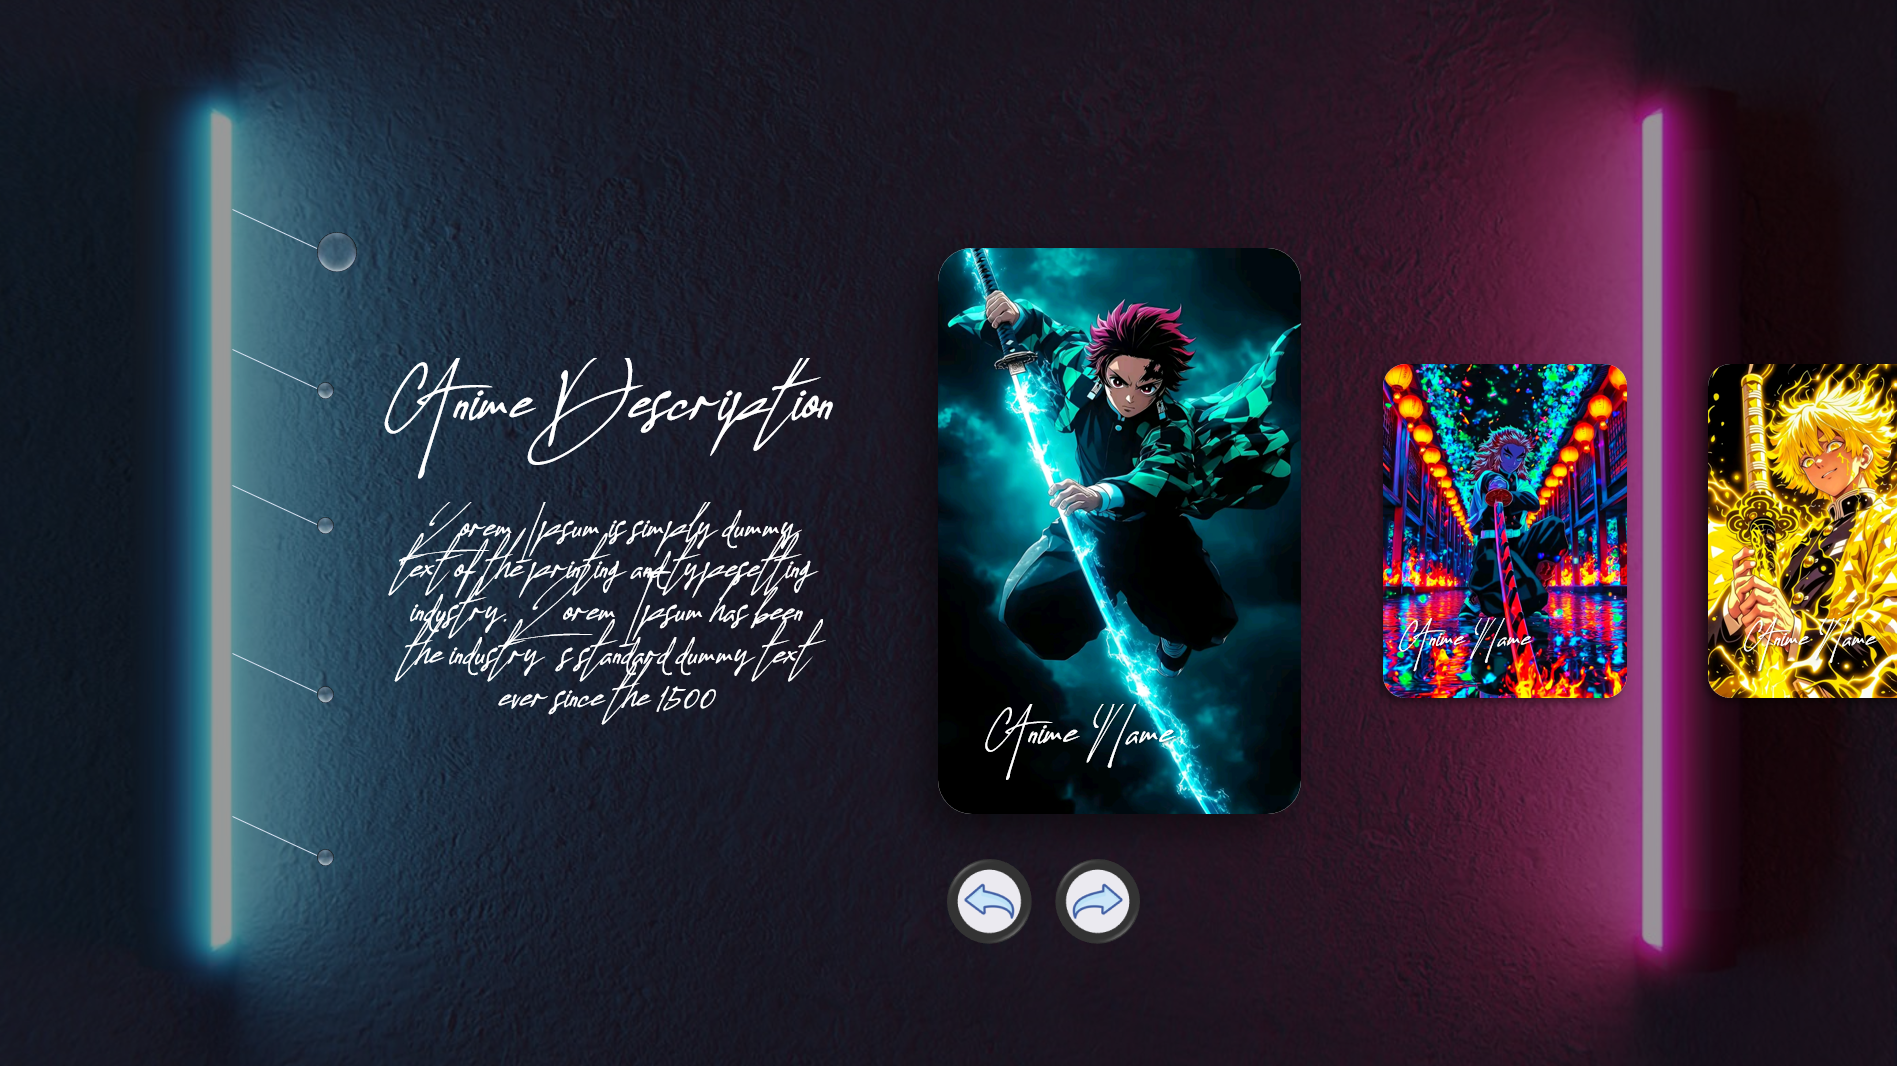 Anime Description
Lorem Ipsum is simply dummy
text of the printing and typesetting
industry. Lorem Ipsum has been
the industry s standard dummy text
ever since the 1500
Anime Name
Anime Name
Anime Name